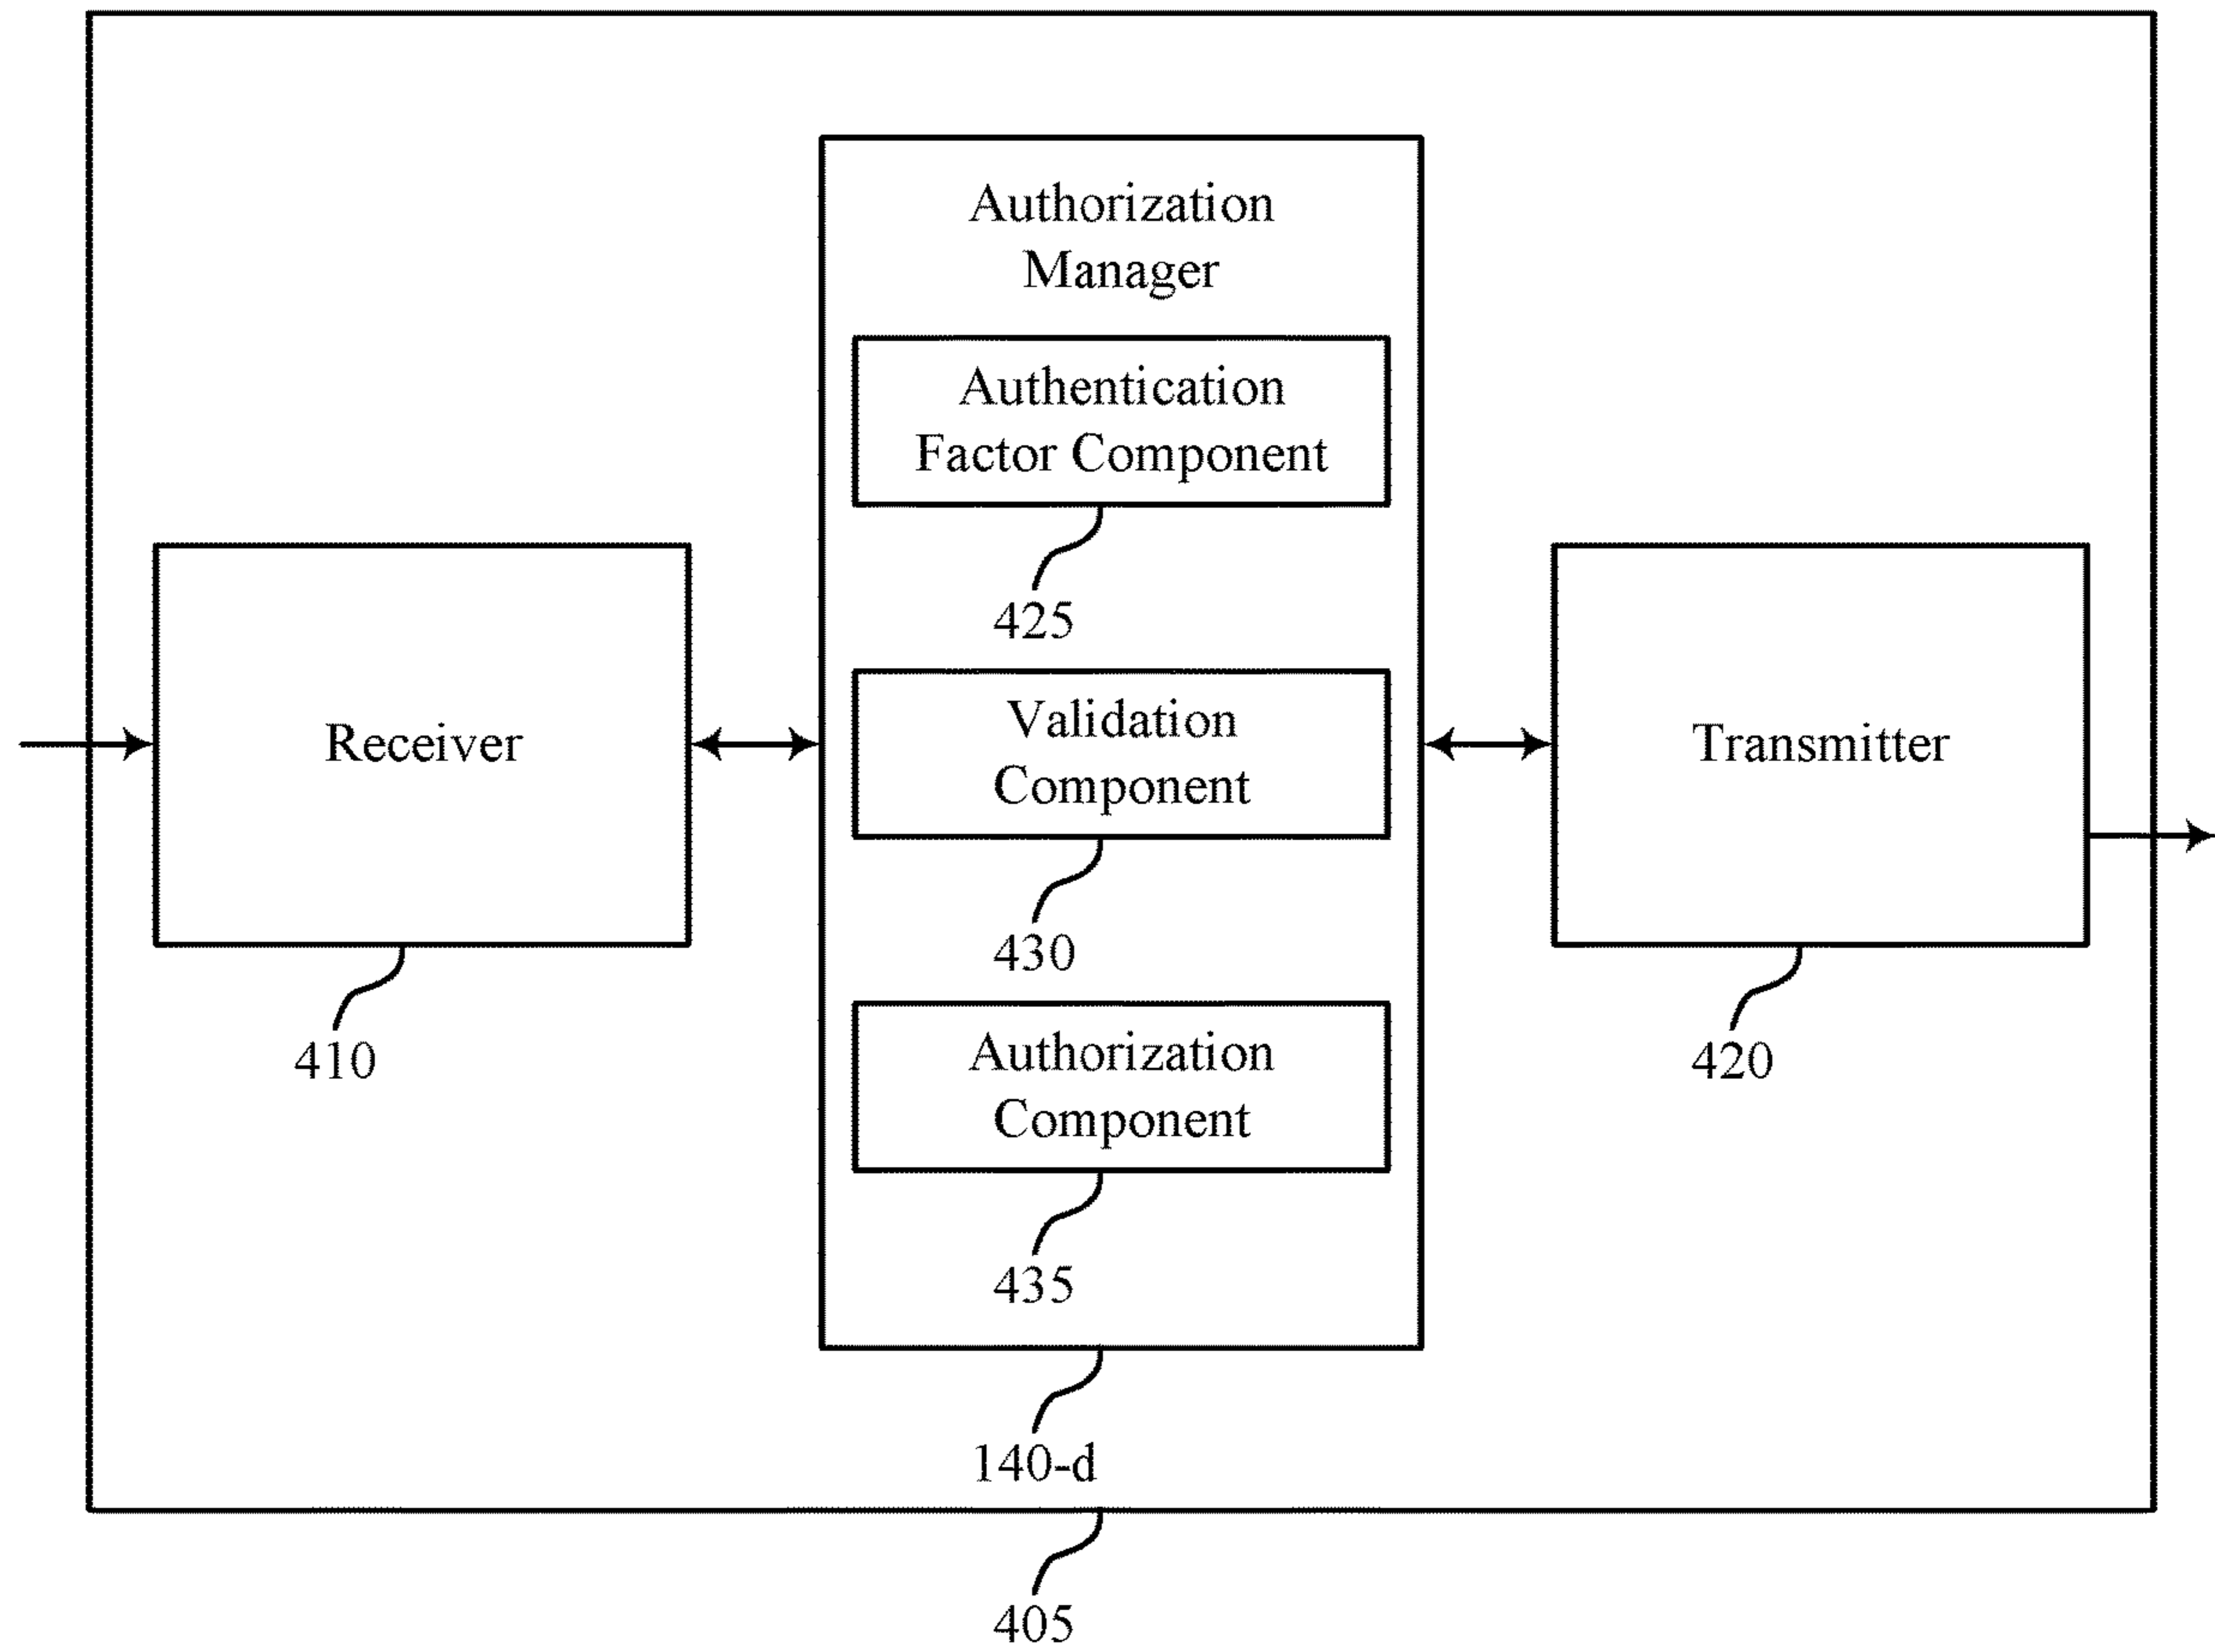 Authorization
Manager
Authentication
Factor Component
425
Receiver
410
Validation
Component
430
Transmitter
420
Authorization
Component
435
140-d
405